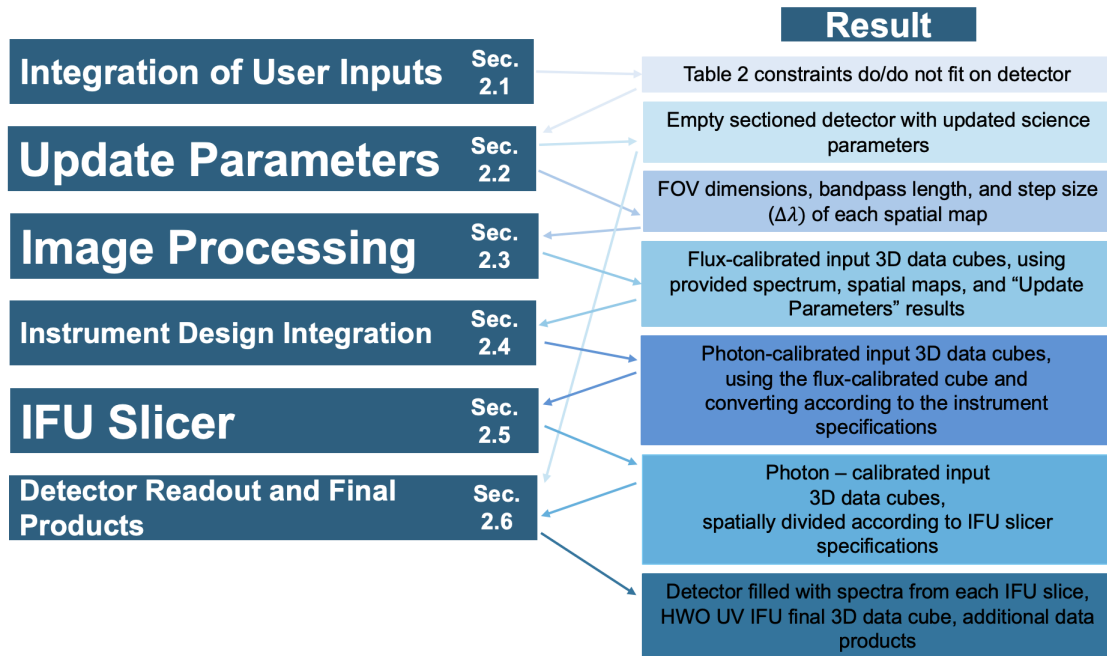 Result
Integration of User Inputs
Sec.
2.1
Table 2 constraints do/do not fit on detector
Update Parameters
Sec.
2.2
Empty sectioned detector with updated science
parameters
FOV dimensions, bandpass length, and step size
(Δλ) of each spatial map
Image Processing
Sec.
2.3
Flux-calibrated input 3D data cubes, using
provided spectrum, spatial maps, and “Update
Parameters” results
Instrument Design Integration
Sec.
2.4
Photon-calibrated input 3D data cubes,
using the flux-calibrated cube and
converting according to the instrument
specifications
IFU Slicer
Sec.
2.5
Photon – calibrated input
3D data cubes,
spatially divided according to IFU slicer
specifications
Detector Readout and Final
Products
Sec.
2.6
Detector filled with spectra from each IFU slice,
HWO UV IFU final 3D data cube, additional data
products